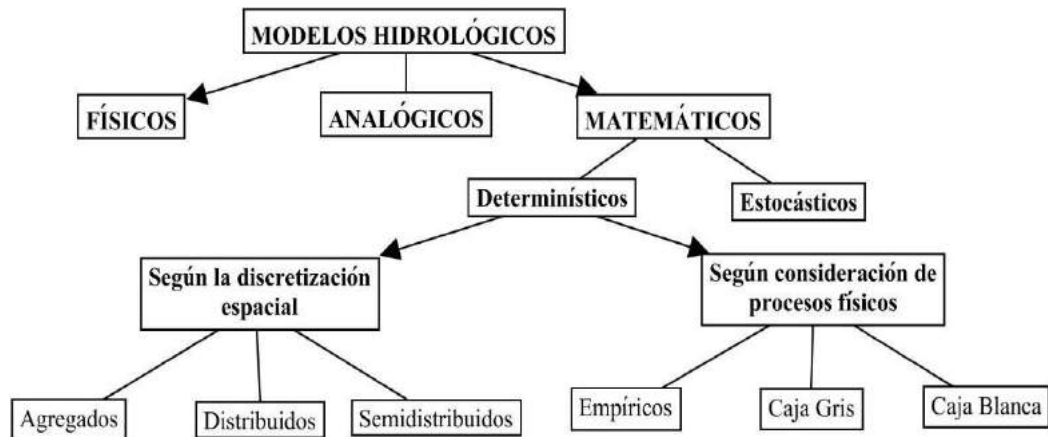 MODELOS HIDROLÓGICOS
FÍSICOS
ANALÓGICOS
MATEMÁTICOS
Determinísticos
Estocásticos
Según la discretización
espacial
Según consideración de
procesos físicos
Agregados
Distribuidos
Semidistribuidos
Empíricos
Caja Gris
Caja Blanca